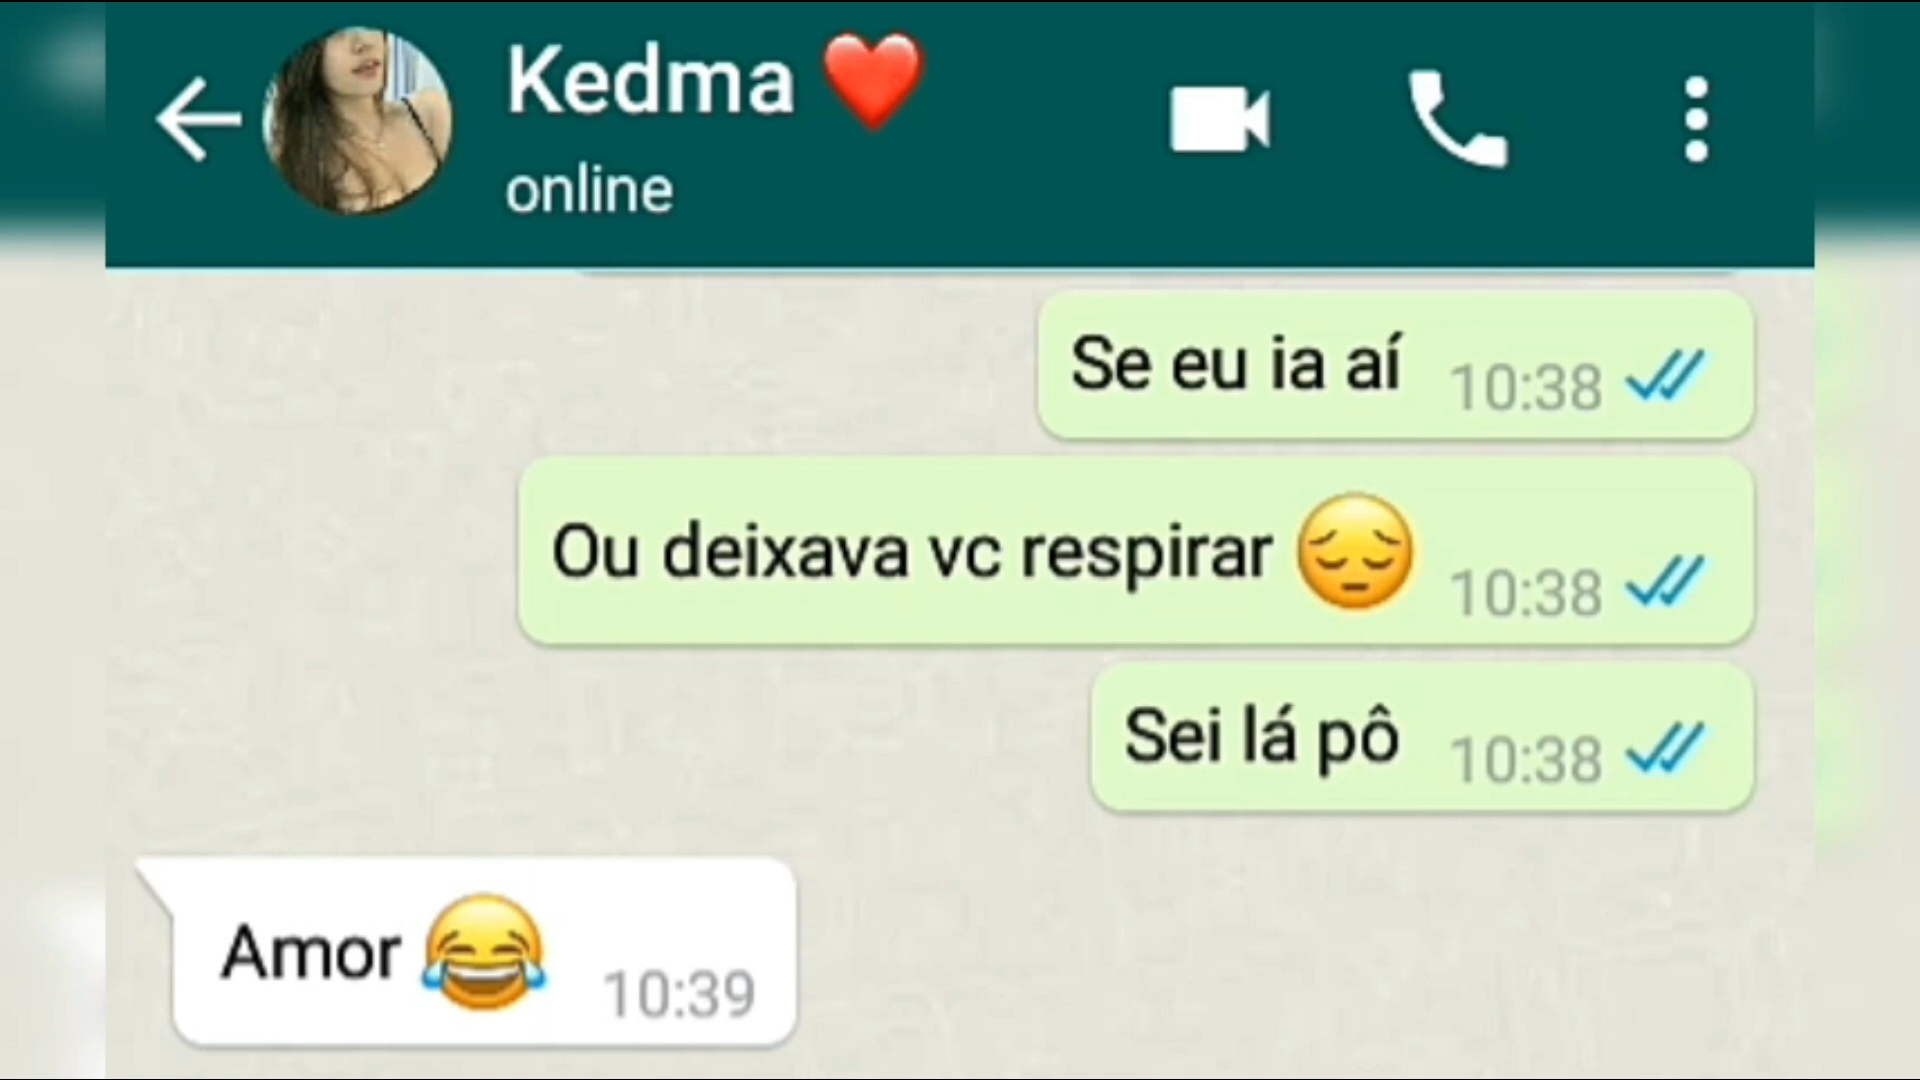 Kedma ❤️
online
Se eu ia aí 10:38
Ou deixava vc respirar 😔 10:38
Sei lá pô 10:38
Amor 😂 10:39